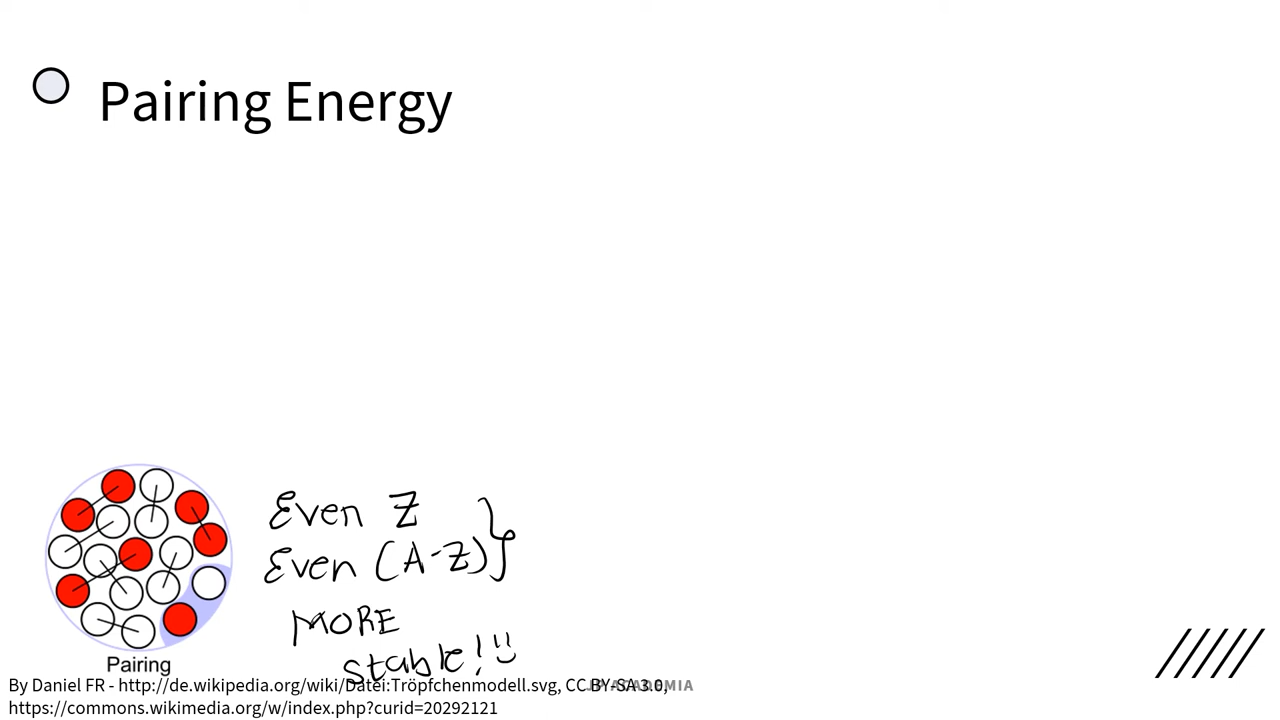 Pairing Energy
Even Z
Even (A-Z)}
MORE
stable! 
Pairing
By Daniel FR - http://de.wikipedia.org/wiki/Datei:Tröpfchenmodell.svg, CC BY-SA 3.0,
https://commons.wikimedia.org/w/index.php?curid=20292121